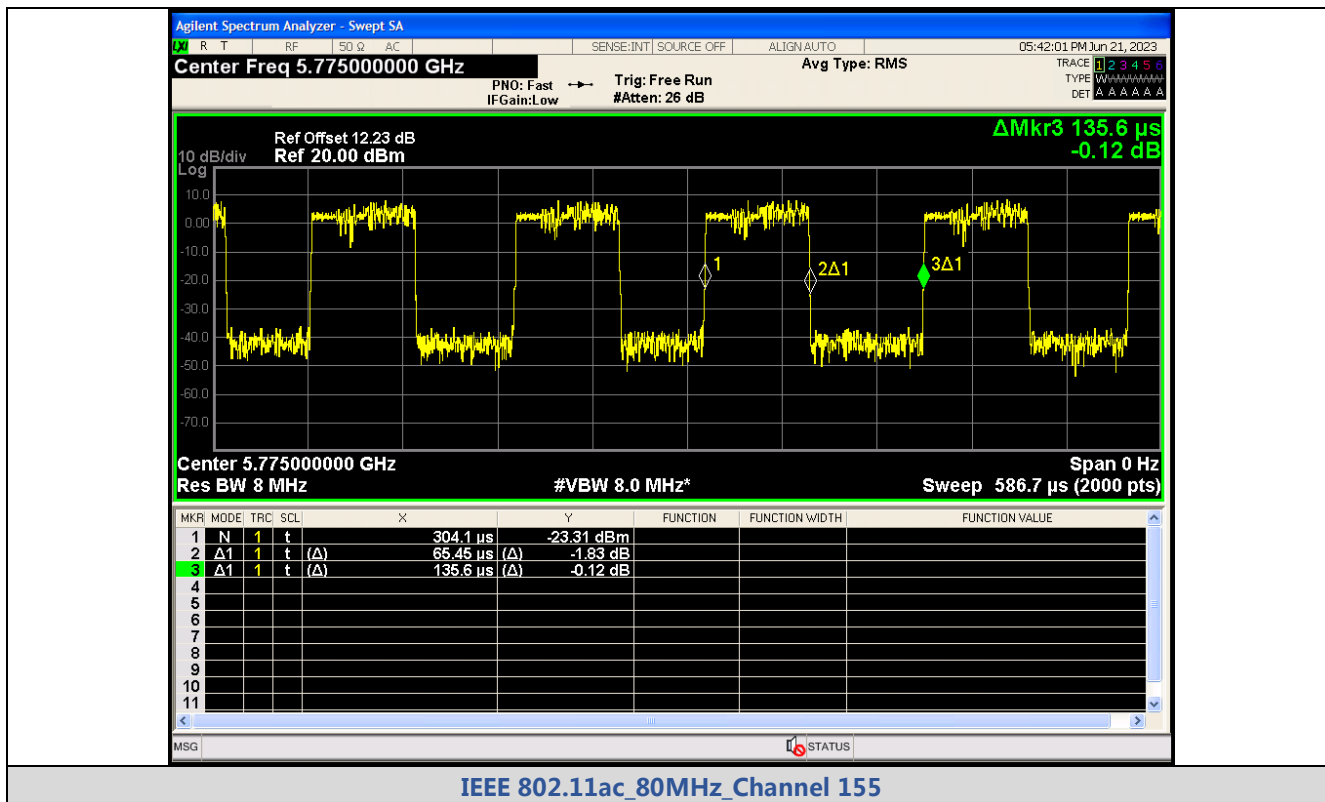 Agilent Spectrum Analyzer - Swept SA
LXI R T RF 50 Ω AC SENSE:INT SOURCE OFF ALIGN AUTO 05:42:01 PM Jun 21, 2023
Center Freq 5.775000000 GHz
PNO: Fast
IFGain:Low
Trig: Free Run
#Atten: 26 dB
Avg Type: RMS
TRACE 1 2 3 4 5 6
TYPE
DET A A A A A A
ΔMkr3 135.6 µs
-0.12 dB
Ref Offset 12.23 dB
10 dB/div Ref 20.00 dBm
Log
10.0
0.00
-10.0
-20.0
-30.0
-40.0
-50.0
-60.0
-70.0
1
2Δ1
3Δ1
Center 5.775000000 GHz Span 0 Hz
Res BW 8 MHz #VBW 8.0 MHz* Sweep 586.7 µs (2000 pts)
MKR MODE TRC SCL X Y FUNCTION FUNCTION WIDTH FUNCTION VALUE
1 N 1 t 304.1 µs -23.31 dBm
2 Δ1 1 t (Δ) 65.45 µs (Δ) -1.83 dB
3 Δ1 1 t (Δ) 135.6 µs (Δ) -0.12 dB
4
5
6
7
8
9
10
11
MSG STATUS
IEEE 802.11ac_80MHz_Channel 155